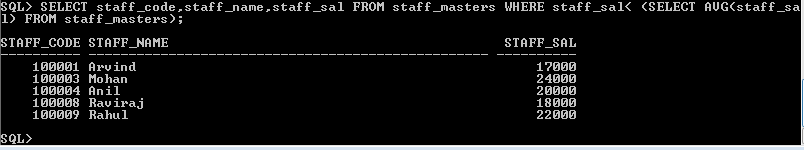 SQL> SELECT staff_code,staff_name,staff_sal FROM staff_masters WHERE staff_sal< (SELECT AVG(staff_sa
l) FROM staff_masters);
STAFF_CODE STAFF_NAME STAFF_SAL
---------- -------------------------------------------------- ----------
100001 Arvind 17000
100003 Mohan 24000
100004 Anil 20000
100008 Raviraj 18000
100009 Rahul 22000
SQL>